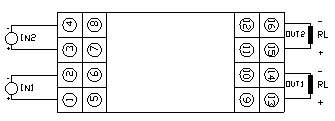 - 4 8 12 16 -
IN2 OUT2 RL
+ 3 7 11 15 +
- 2 6 10 14 -
IN1 OUT1 RL
+ 1 5 9 13 +